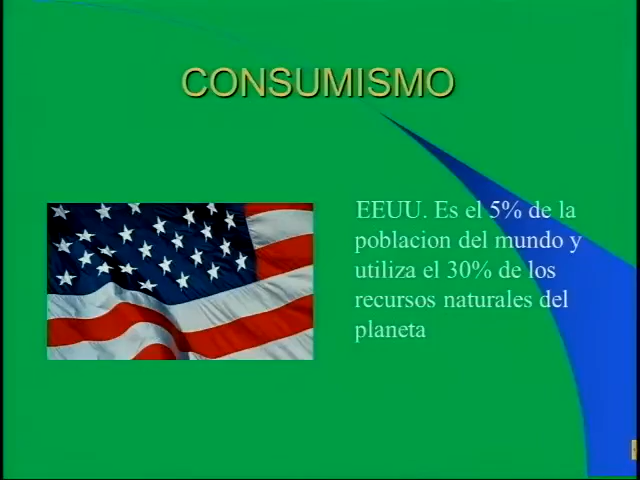 CONSUMISMO
EEUU. Es el 5% de la
poblacion del mundo y
utiliza el 30% de los
recursos naturales del
planeta